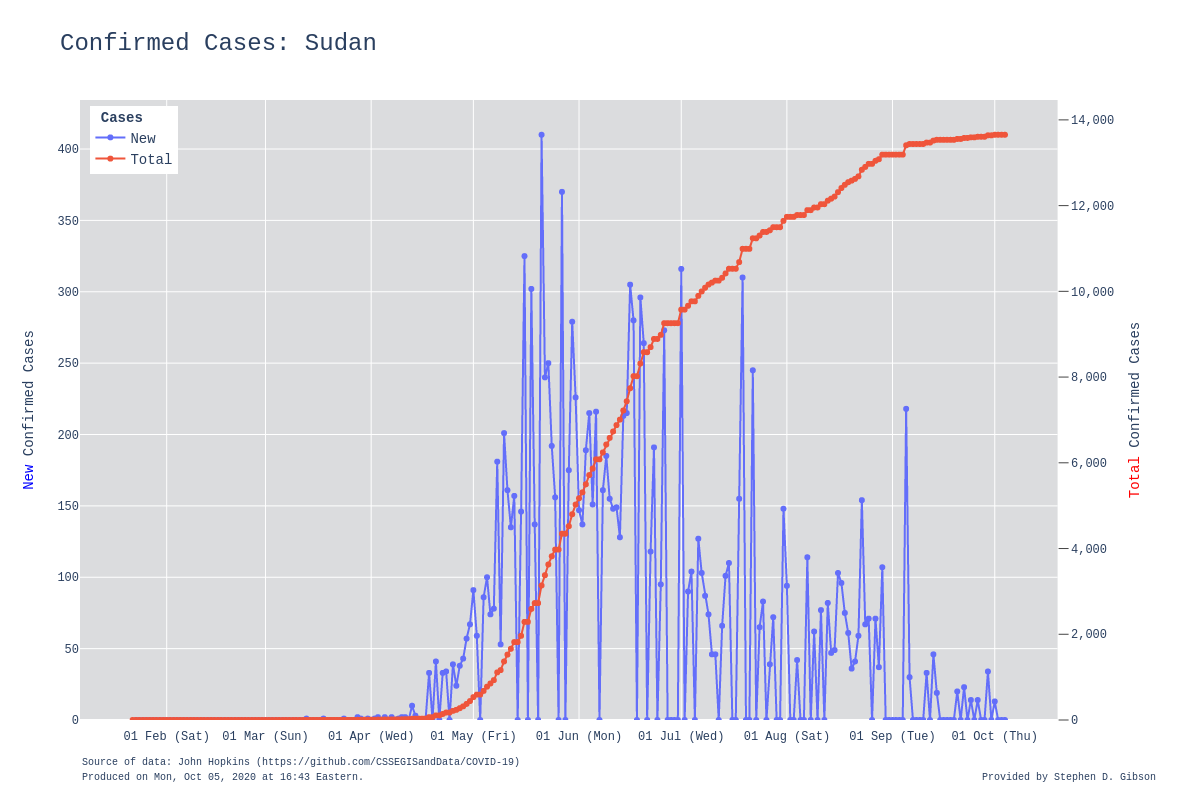 Confirmed Cases: Sudan
Cases
New
Total
400
350
300
250
200
150
100
50
0
New Confirmed Cases
14,000
12,000
10,000
8,000
6,000
4,000
2,000
0
Total Confirmed Cases
01 Feb (Sat) 01 Mar (Sun) 01 Apr (Wed) 01 May (Fri) 01 Jun (Mon) 01 Jul (Wed) 01 Aug (Sat) 01 Sep (Tue) 01 Oct (Thu)
Source of data: John Hopkins (https://github.com/CSSEGISandData/COVID-19)
Produced on Mon, Oct 05, 2020 at 16:43 Eastern.
Provided by Stephen D. Gibson